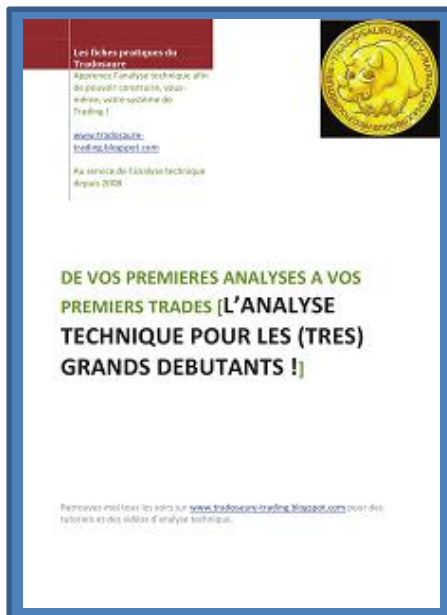 Les fiches pratiques du
Tradosaure
Apprenez l'analyse technique afin
de pouvoir construire, vous-
même, votre système de
Trading !
www.tradosaure-
trading.blogspot.com
Au service de l'analyse technique
depuis 2008
DE VOS PREMIERES ANALYSES A VOS
PREMIERS TRADES [L'ANALYSE
TECHNIQUE POUR LES (TRES)
GRANDS DEBUTANTS !]
Retrouvez-moi tous les soirs sur www.tradosaure-trading.blogspot.com pour des
tutoriels et des vidéos d'analyse technique.